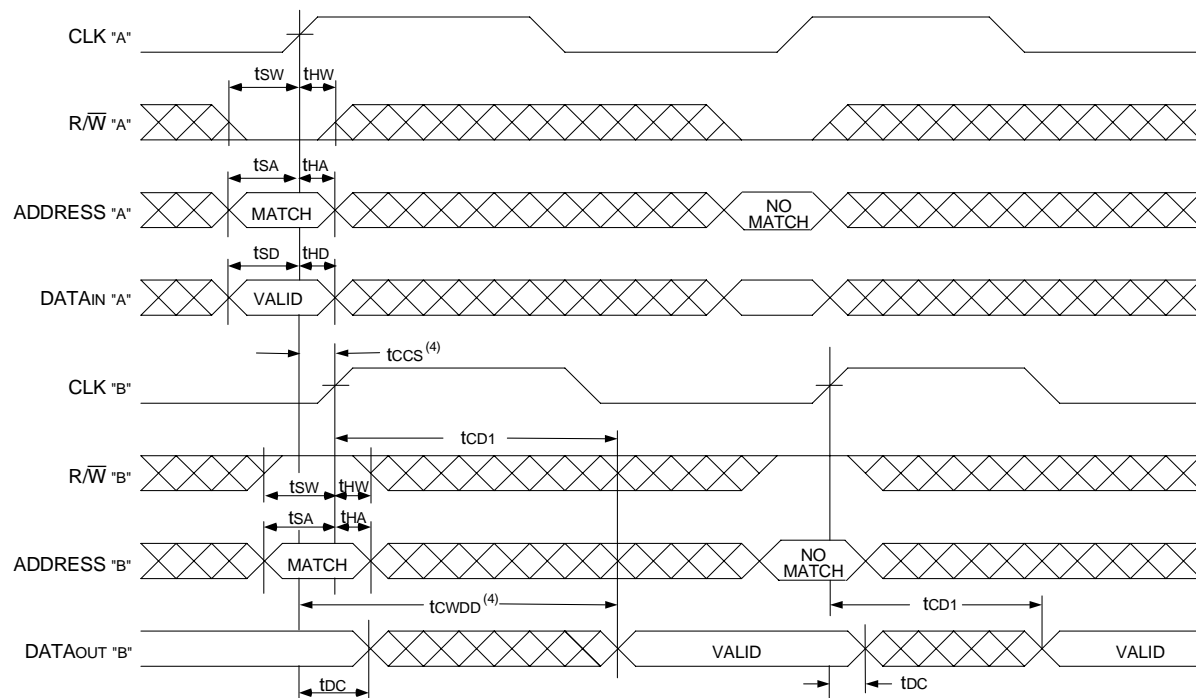 CLK "A"
tSW tHW
R/W̅ "A"
tSA tHA
ADDRESS "A" MATCH NO MATCH
tSD tHD
DATAIN "A" VALID
tCCS(4)
CLK "B"
tCD1
R/W̅ "B"
tSW tHW
tSA tHA
ADDRESS "B" MATCH NO MATCH
tCWDD(4) tCD1
DATAOUT "B" VALID VALID
tDC tDC